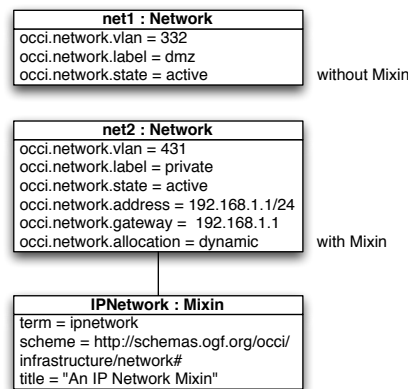 net1 : Network
occi.network.vlan = 332
occi.network.label = dmz
occi.network.state = active
without Mixin
net2 : Network
occi.network.vlan = 431
occi.network.label = private
occi.network.state = active
occi.network.address = 192.168.1.1/24
occi.network.gateway =  192.168.1.1
occi.network.allocation = dynamic
with Mixin
IPNetwork : Mixin
term = ipnetwork
scheme = http://schemas.ogf.org/occi/
infrastructure/network#
title = "An IP Network Mixin"